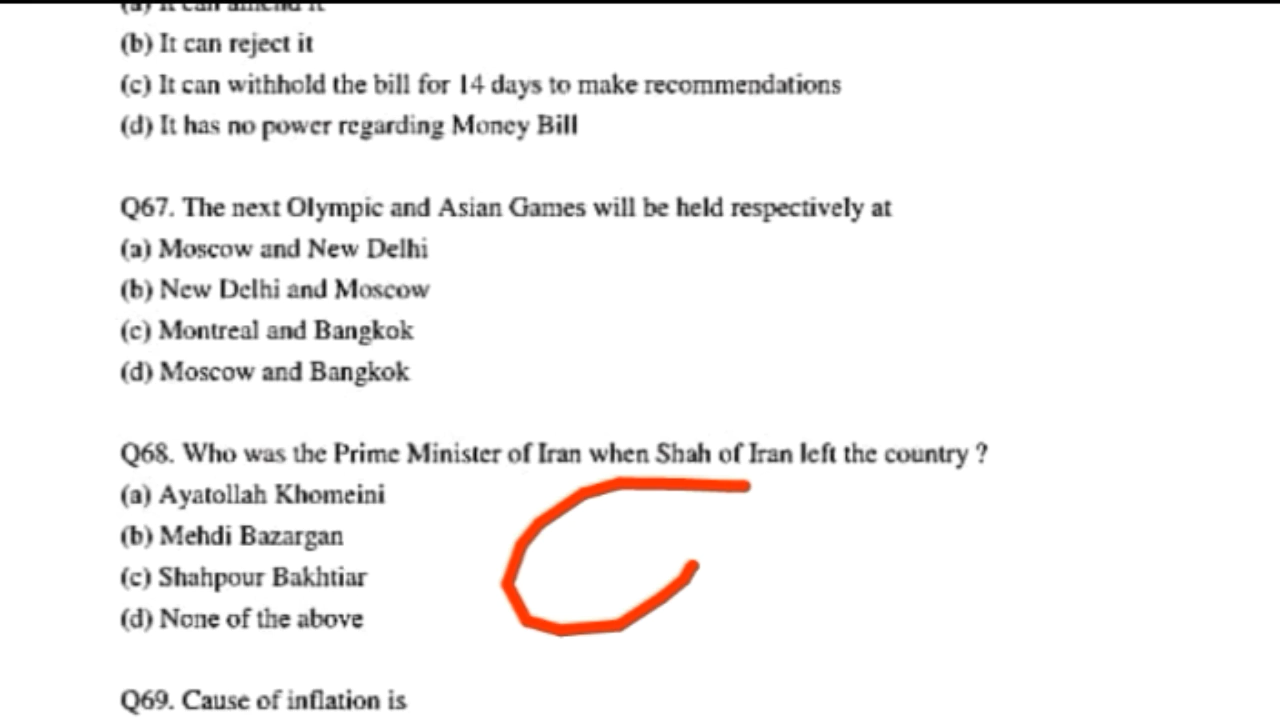 (a) It can amend it
(b) It can reject it
(c) It can withhold the bill for 14 days to make recommendations
(d) It has no power regarding Money Bill
Q67. The next Olympic and Asian Games will be held respectively at
(a) Moscow and New Delhi
(b) New Delhi and Moscow
(c) Montreal and Bangkok
(d) Moscow and Bangkok
Q68. Who was the Prime Minister of Iran when Shah of Iran left the country ?
(a) Ayatollah Khomeini
(b) Mehdi Bazargan
(c) Shahpour Bakhtiar
(d) None of the above
Q69. Cause of inflation is